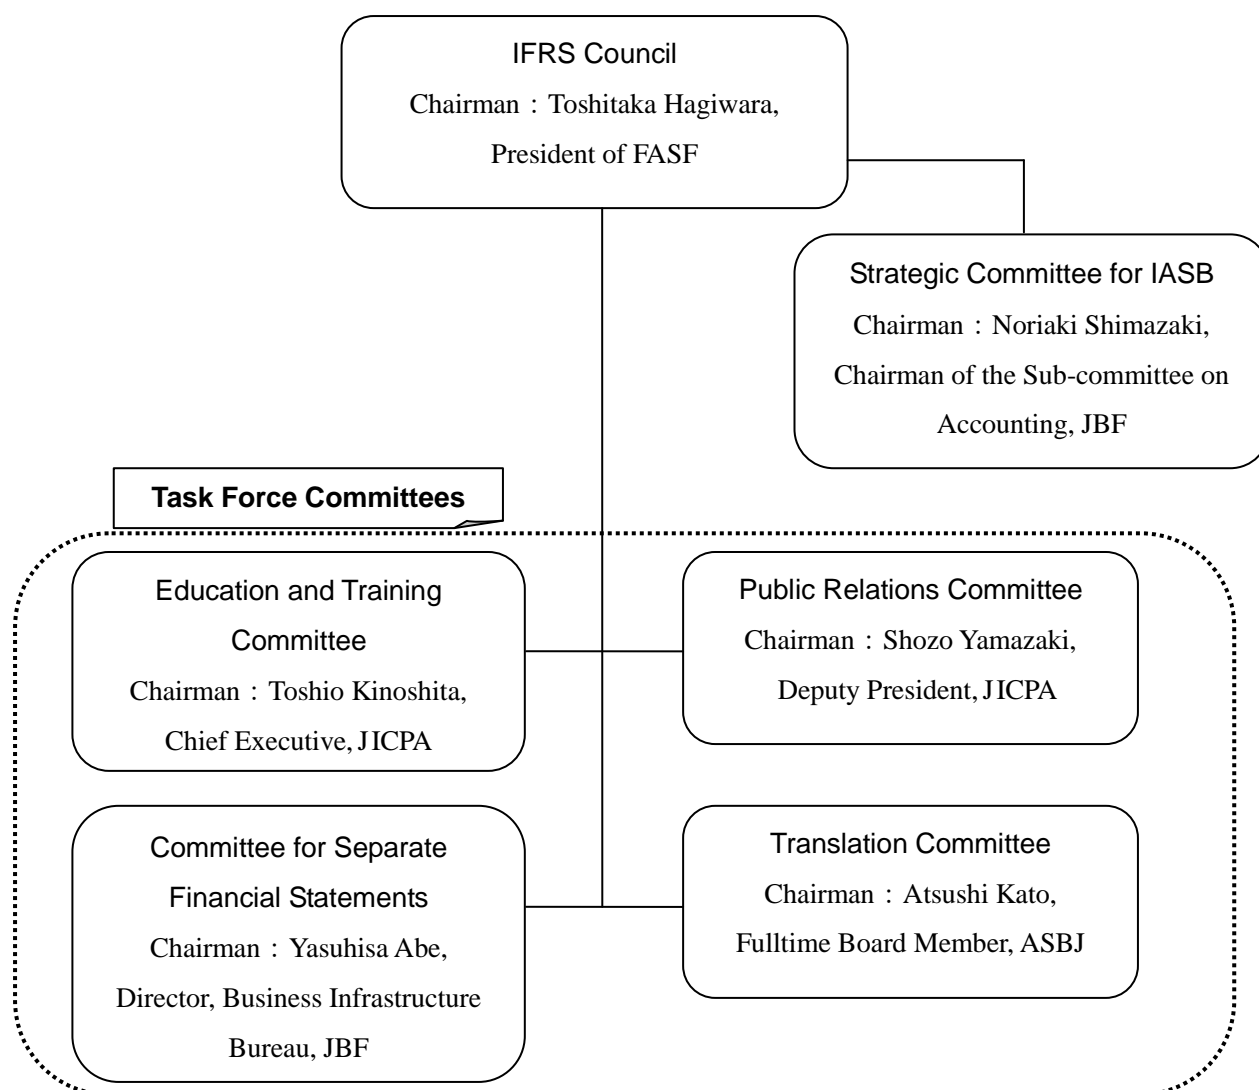 IFRS Council
Chairman：Toshitaka Hagiwara,
President of FASF
Strategic Committee for IASB
Chairman：Noriaki Shimazaki,
Chairman of the Sub-committee on
Accounting, JBF
Task Force Committees
Education and Training
Committee
Chairman：Toshio Kinoshita,
Chief Executive, JICPA
Public Relations Committee
Chairman：Shozo Yamazaki,
Deputy President, JICPA
Committee for Separate
Financial Statements
Chairman：Yasuhisa Abe,
Director, Business Infrastructure
Bureau, JBF
Translation Committee
Chairman：Atsushi Kato,
Fulltime Board Member, ASBJ